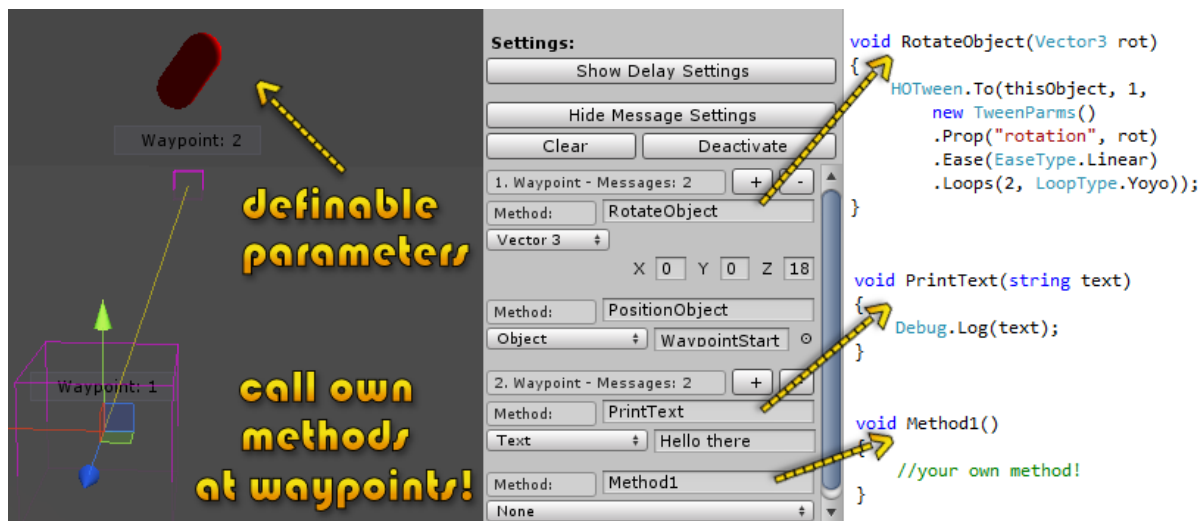 Waypoint: 2
definable
parameters
Waypoint: 1
call own
methods
at waypoints!
Settings:
Show Delay Settings
Hide Message Settings
Clear
Deactivate
1. Waypoint - Messages: 2
+
-
Method:
RotateObject
Vector 3
X 0 Y 0 Z 18
Method:
PositionObject
Object
WaypointStart
2. Waypoint - Messages: 2
+
-
Method:
PrintText
Text
Hello there
Method:
Method1
None
void RotateObject(Vector3 rot)
{
HOTween.To(thisObject, 1,
new TweenParms()
.Prop("rotation", rot)
.Ease(EaseType.Linear)
.Loops(2, LoopType.Yoyo));
}
void PrintText(string text)
{
Debug.Log(text);
}
void Method1()
{
//your own method!
}